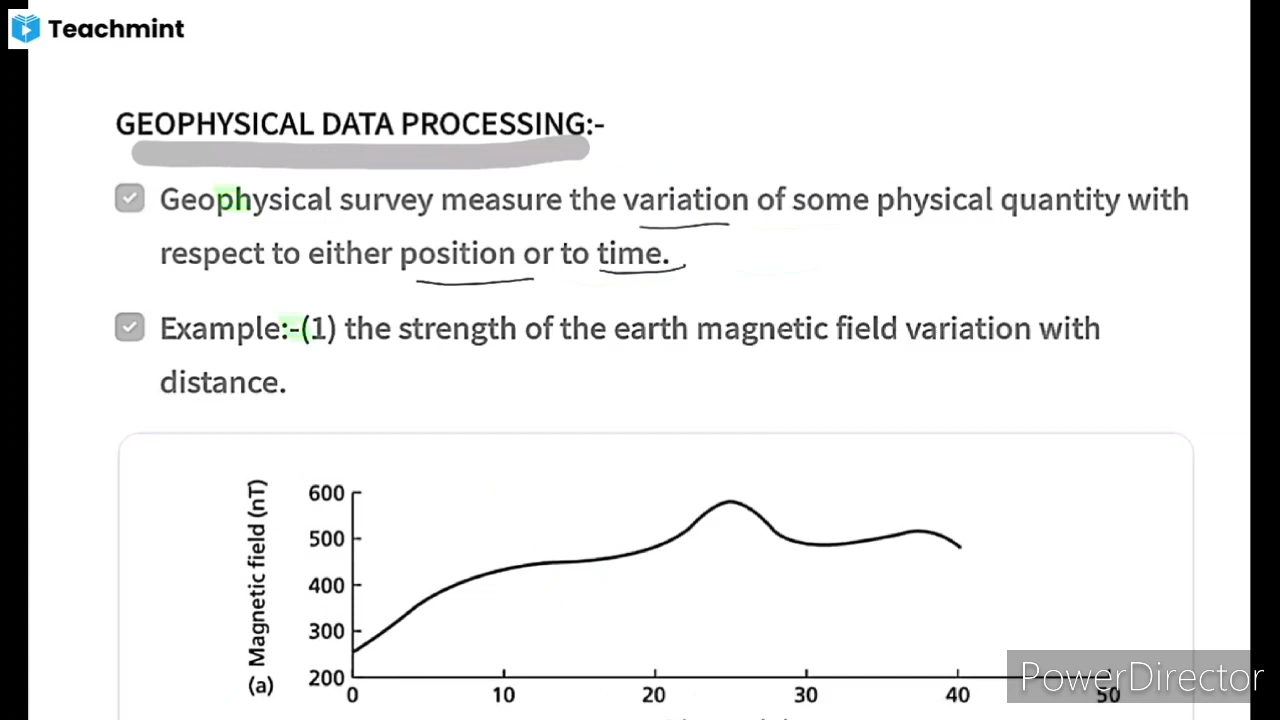 Teachmint
GEOPHYSICAL DATA PROCESSING:-
Geophysical survey measure the variation of some physical quantity with
respect to either position or to time.
Example:-(1) the strength of the earth magnetic field variation with
distance.
Magnetic field (nT)
600
500
400
300
200
(a)
0 10 20 30 40 50
PowerDirector